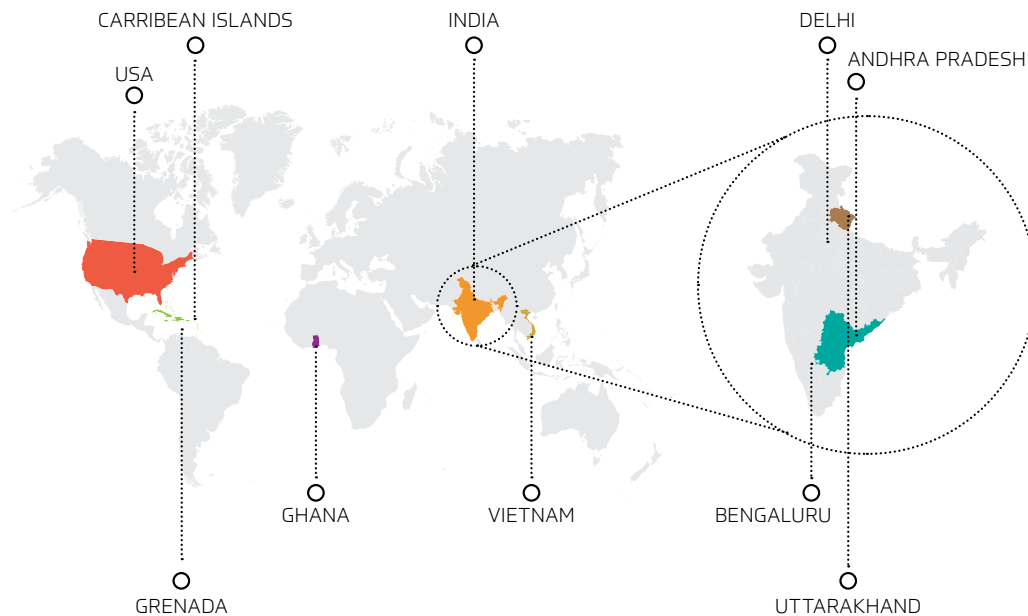 CARRIBEAN ISLANDS
INDIA
DELHI
ANDHRA PRADESH
USA
GHANA
VIETNAM
BENGALURU
GRENADA
UTTARAKHAND